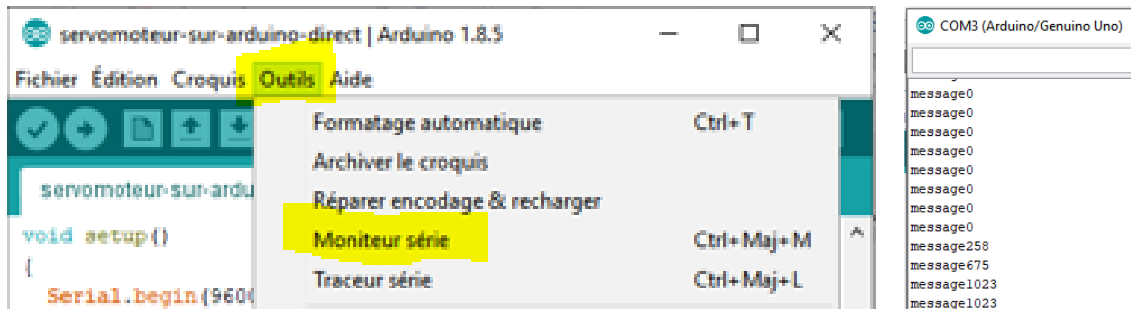 servomoteur-sur-arduino-direct | Arduino 1.8.5
Fichier Édition Croquis Outils Aide
Formatage automatique Ctrl+T
Archiver le croquis
servomoteur-sur-ardu
Réparer encodage & recharger
void setup()
Moniteur série Ctrl+Maj+M
{
Traceur série Ctrl+Maj+L
Serial.begin(960
COM3 (Arduino/Genuino Uno)
message0
message0
message0
message0
message0
message0
message0
message0
message258
message675
message1023
message1023